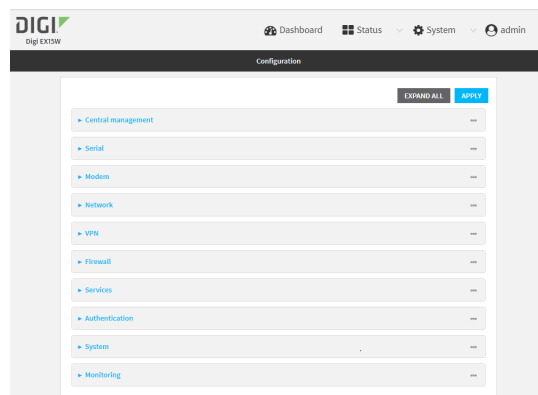 DIGI
Digi EX15W
Dashboard Status System admin
Configuration
EXPAND ALL APPLY
Central management
Serial
Modem
Network
VPN
Firewall
Services
Authentication
System
Monitoring